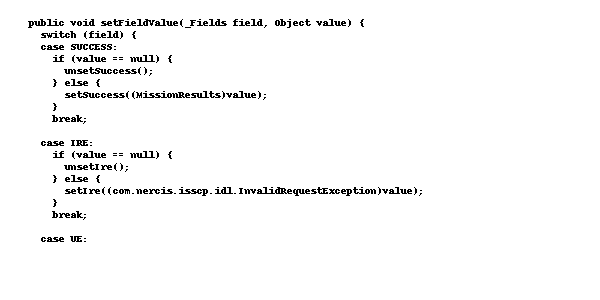 public void setFieldValue(_Fields field, Object value) {
switch (field) {
case SUCCESS:
if (value == null) {
unsetSuccess();
} else {
setSuccess((MissionResults)value);
}
break;
case IRE:
if (value == null) {
unsetIre();
} else {
setIre((com.nercis.isscp.idl.InvalidRequestException)value);
}
break;
case UE: